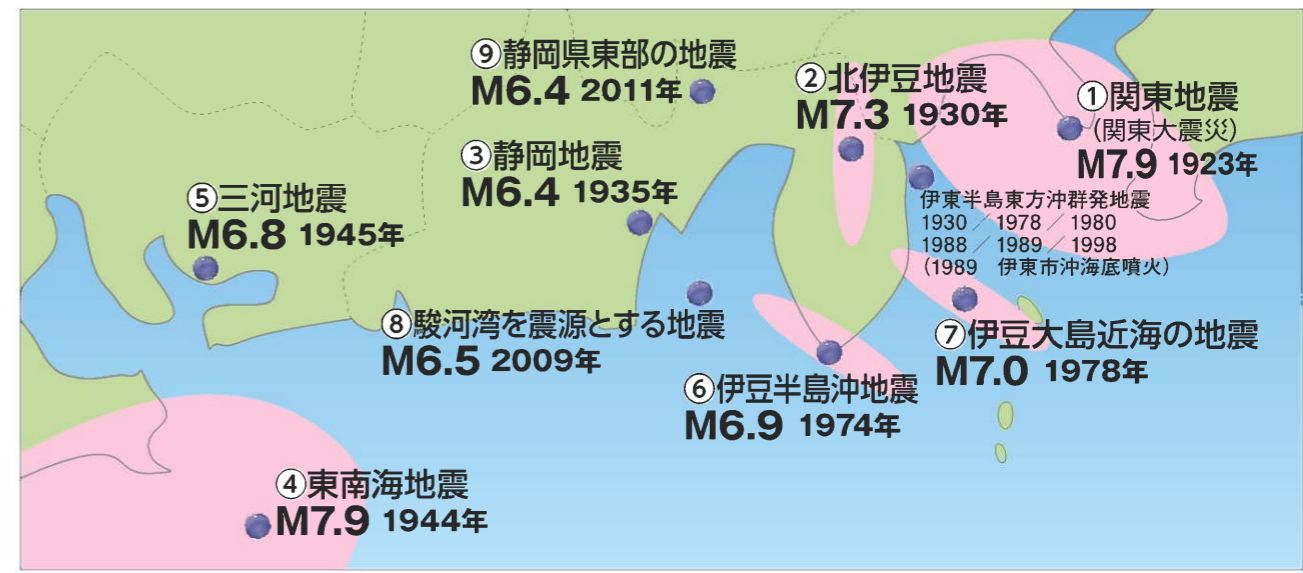 ⑨静岡県東部の地震
M6.4 2011年
②北伊豆地震
M7.3 1930年
①関東地震
(関東大震災)
M7.9 1923年
③静岡地震
M6.4 1935年
⑤三河地震
M6.8 1945年
伊東半島東方沖群発地震
1930／1978／1980
1988／1989／1998
(1989　伊東市沖海底噴火)
⑧駿河湾を震源とする地震
M6.5 2009年
⑦伊豆大島近海の地震
M7.0 1978年
⑥伊豆半島沖地震
M6.9 1974年
④東南海地震
M7.9 1944年